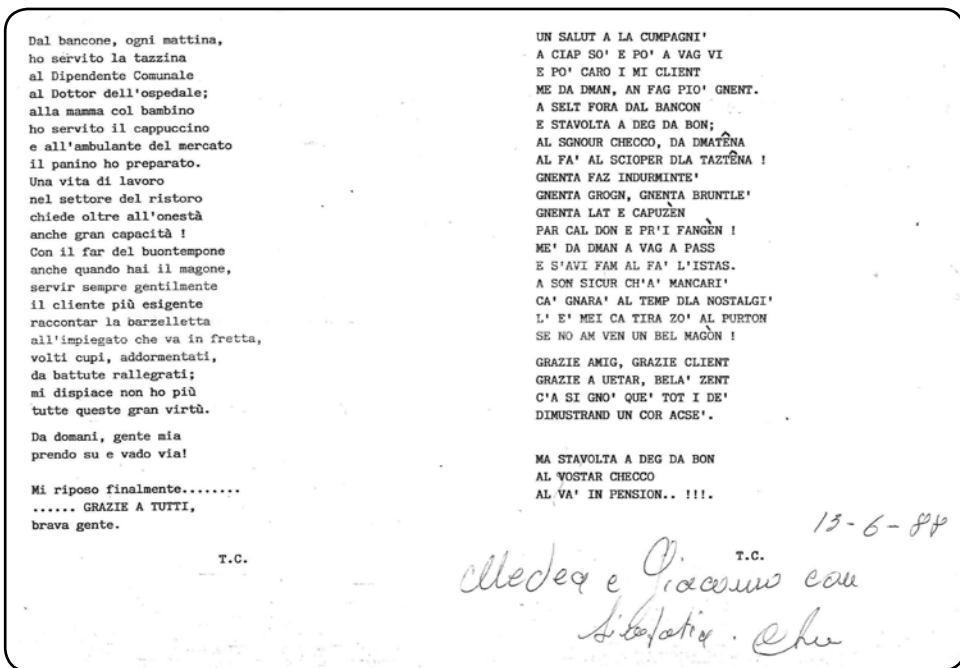 Dal bancone, ogni mattina,
ho servito la tazzina
al Dipendente Comunale
al Dottor dell'ospedale;
alla mamma col bambino
ho servito il cappuccino
e all'ambulante del mercato
il panino ho preparato.
Una vita di lavoro
nel settore del ristoro
chiede oltre all'onestà
anche gran capacità !
Con il far del buontempone
anche quando hai il magone,
servir sempre gentilmente
il cliente più esigente
raccontar la barzelletta
all'impiegato che va in fretta,
volti cupi, addormentati,
da battute rallegrati;
mi dispiace non ho più
tutte queste gran virtù.
Da domani, gente mia
prendo su e vado via!
Mi riposo finalmente........
...... GRAZIE A TUTTI,
brava gente.
T.C.
UN SALUT A LA CUMPAGNI'
A CIAP SO' E PO' A VAG VI
E PO' CARO I MI CLIENT
ME DA DMAN, AN FAG PIO' GNENT.
A SELT FORA DAL BANCON
E STAVOLTA A DEG DA BON;
AL SGNOUR CHECCO, DA DMATÊNA
AL FA' AL SCIOPER DLA TAZTÊNA !
GNENTA FAZ INDURMINTE'
GNENTA GROGN, GNENTA BRUNTLE'
GNENTA LAT E CAPUZÈN
PAR CAL DON E PR'I FANGÈN !
ME' DA DMAN A VAG A PASS
E S'AVI FAM AL FA' L'ISTAS.
A SON SICUR CH'A' MANCARI'
CA' GNARA' AL TEMP DLA NOSTALGI'
L' E' MEI CA TIRA ZO' AL PURTON
SE NO AM VEN UN BEL MAGÒN !
GRAZIE AMIG, GRAZIE CLIENT
GRAZIE A UETAR, BELA' ZENT
C'A SI GNO' QUE' TOT I DE'
DIMUSTRAND UN COR ACSE'.
MA STAVOLTA A DEG DA BON
AL VOSTAR CHECCO
AL VA' IN PENSION.. !!!.
13-6-88
T.C.
Medea e Giacomo con
simpatia.